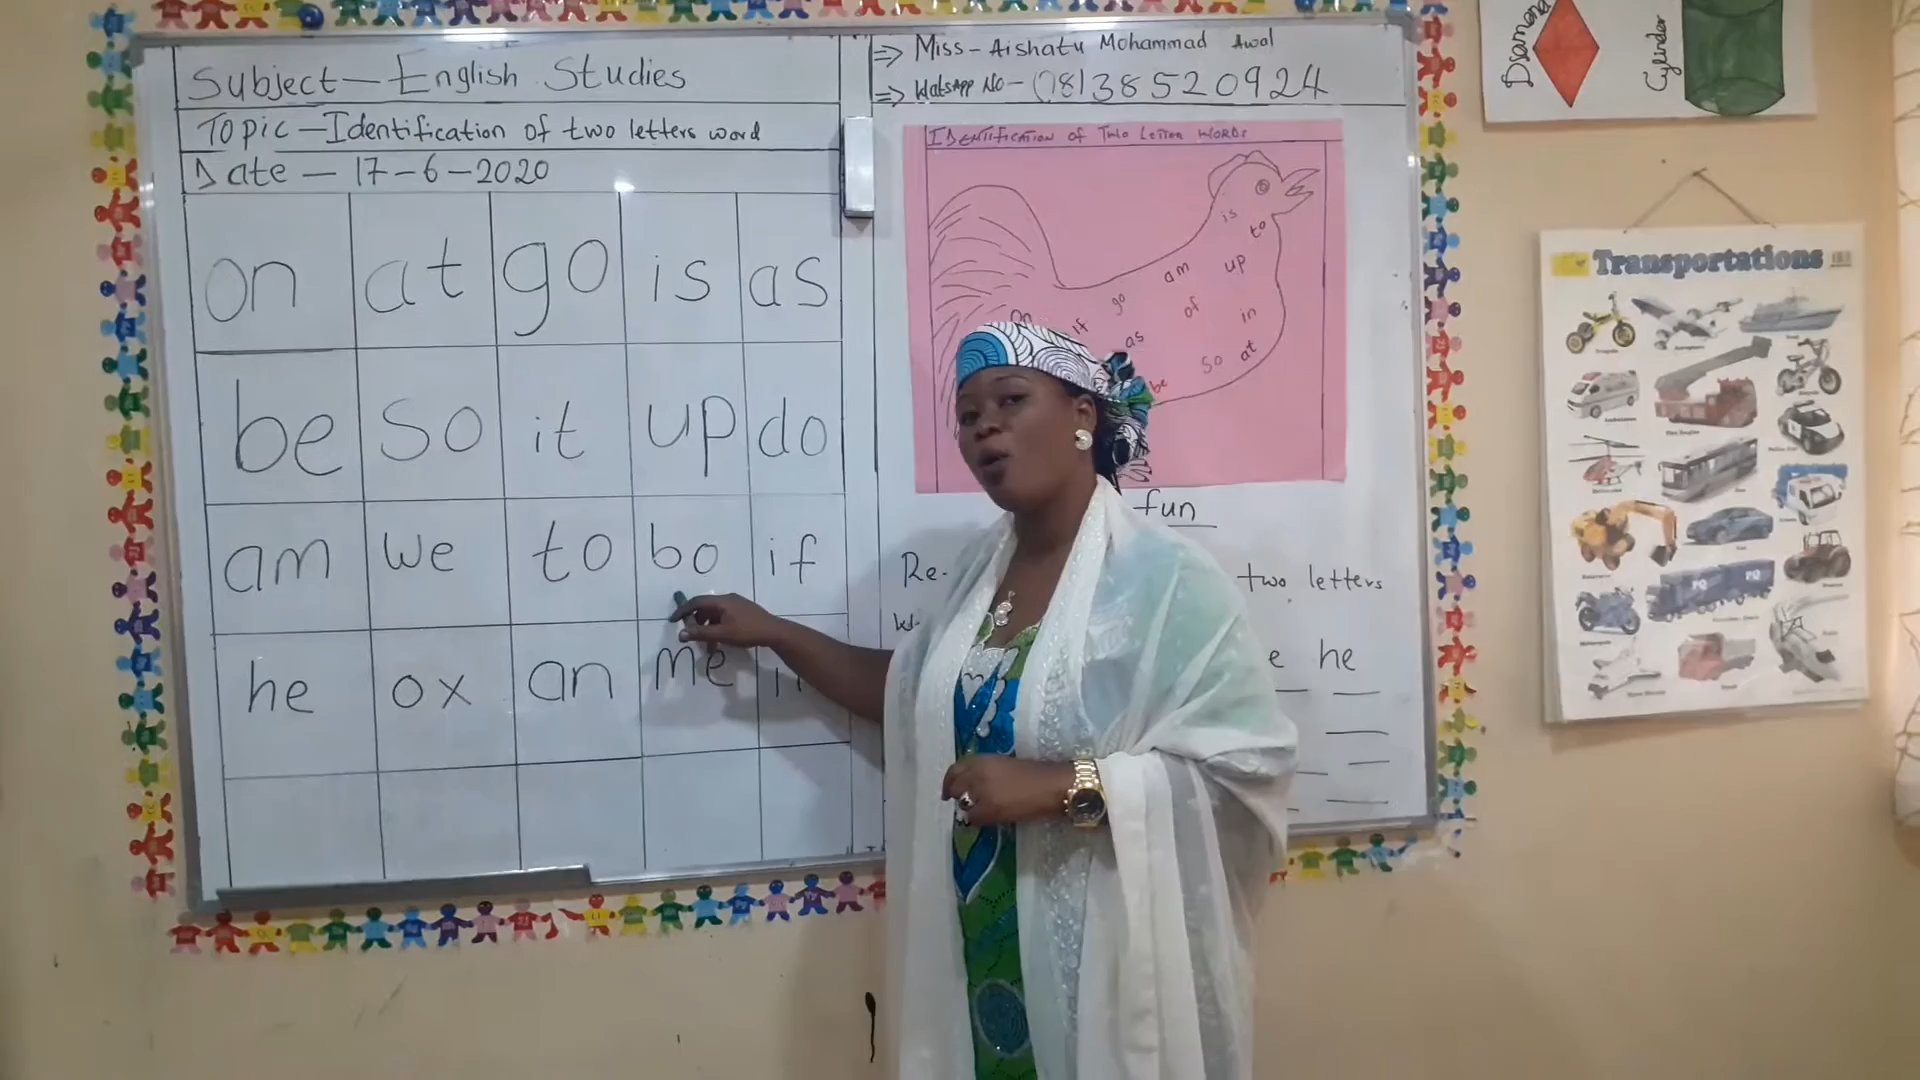 Subject - English Studies
Topic - Identification of two letters word
Date - 17-6-2020
on at go is as
be so it up do
am we to bo if
he ox an me
=> Miss - Aishatu Mohammad Awal
=> WatsApp No - 08138520924
IDENTIFICATION OF TWO LETTER WORDS
is
to
am up
go
of in
On if
as
so at
be
fun
Re- two letters
he
Diamond
Cylinder
Transportations